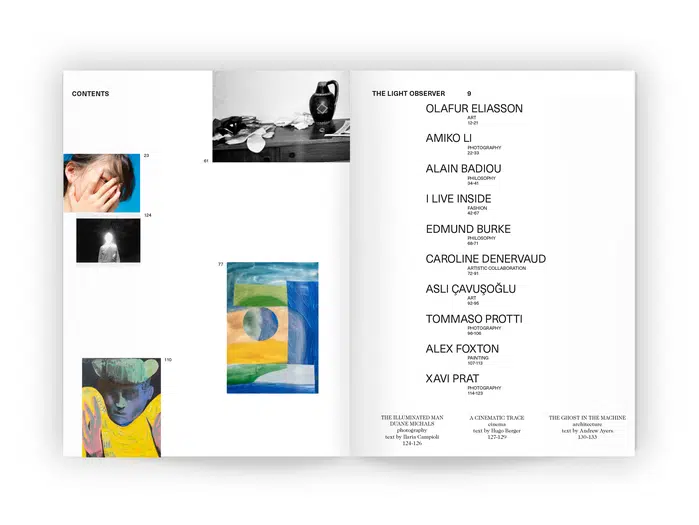 CONTENTS
61
23
124
77
110
THE LIGHT OBSERVER 9
OLAFUR ELIASSON
ART
12-21
AMIKO LI
PHOTOGRAPHY
22-33
ALAIN BADIOU
PHILOSOPHY
34-41
I LIVE INSIDE
FASHION
42-67
EDMUND BURKE
PHILOSOPHY
68-71
CAROLINE DENERVAUD
ARTISTIC COLLABORATION
72-91
ASLI ÇAVUŞOĞLU
ART
92-95
TOMMASO PROTTI
PHOTOGRAPHY
96-106
ALEX FOXTON
PAINTING
107-113
XAVI PRAT
PHOTOGRAPHY
114-123
THE ILLUMINATED MAN
DUANE MICHALS
photography
text by Ilaria Campioli
124-126
A CINEMATIC TRACE
cinema
text by Hugo Berger
127-129
THE GHOST IN THE MACHINE
architecture
text by Andrew Ayers
130-133